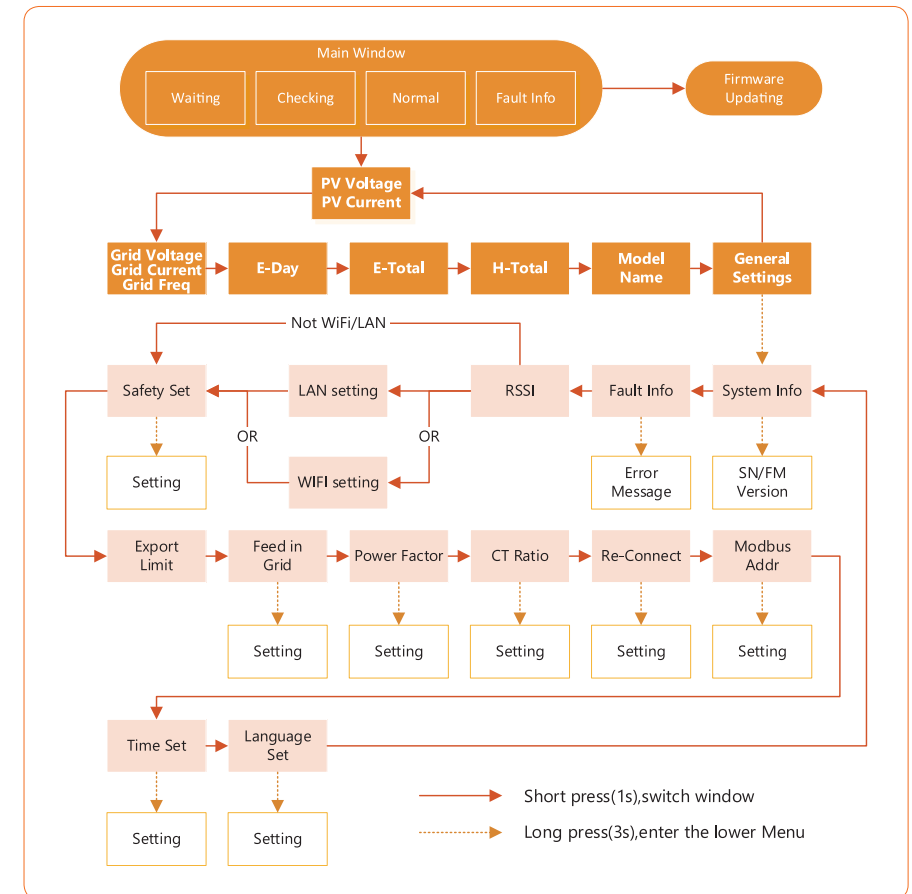 Main Window
Waiting
Checking
Normal
Fault Info
Firmware
Updating
PV Voltage
PV Current
Grid Voltage
Grid Current
Grid Freq
E-Day
E-Total
H-Total
Model
Name
General
Settings
Not WiFi/LAN
Safety Set
LAN setting
RSSI
Fault Info
System Info
OR
OR
Setting
WIFI setting
Error
Message
SN/FM
Version
Export
Limit
Feed in
Grid
Power Factor
CT Ratio
Re-Connect
Modbus
Addr
Setting
Setting
Setting
Setting
Setting
Time Set
Language
Set
Short press(1s),switch window
Long press(3s),enter the lower Menu
Setting
Setting